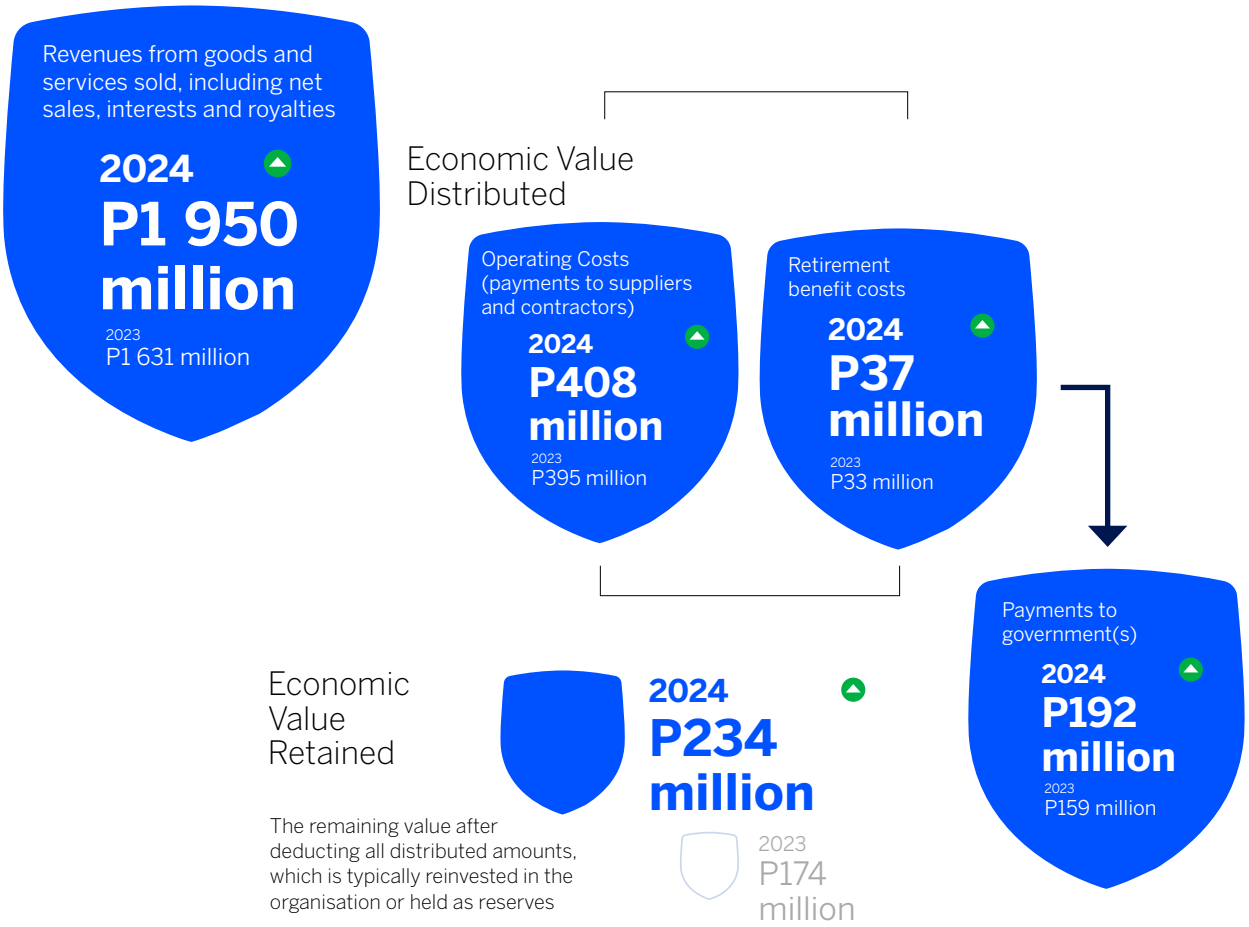 Revenues from goods and
services sold, including net
sales, interests and royalties
2024
P1 950
million
2023
P1 631 million
Economic Value
Distributed
Operating Costs
(payments to suppliers
and contractors)
2024
P408
million
2023
P395 million
Retirement
benefit costs
2024
P37
million
2023
P33 million
Payments to
government(s)
2024
P192
million
2023
P159 million
Economic
Value
Retained
The remaining value after
deducting all distributed amounts,
which is typically reinvested in the
organisation or held as reserves
2024
P234
million
2023
P174
million